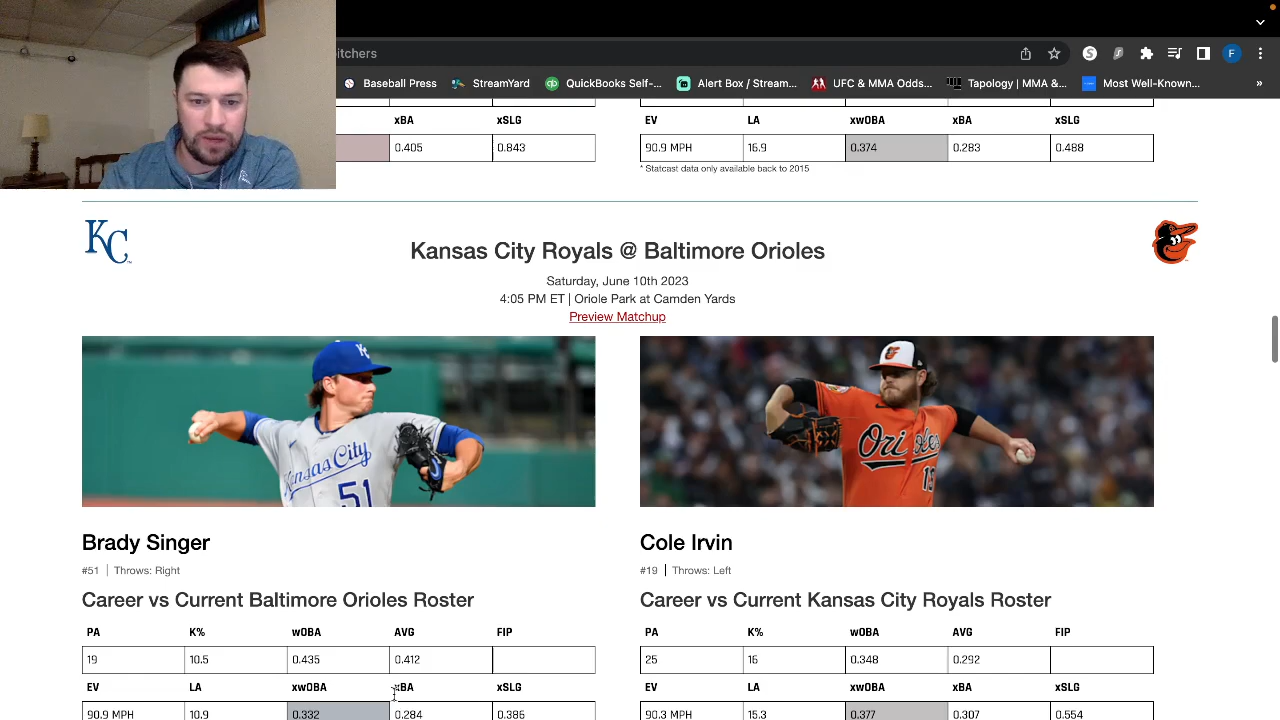 itchers
Baseball Press
StreamYard
QuickBooks Self-...
Alert Box / Stream...
UFC & MMA Odds...
Tapology | MMA &...
Most Well-Known...
»
F
xBA xSLG
0.405 0.843
EV LA xwOBA xBA xSLG
90.9 MPH 16.9 0.374 0.283 0.488
* Statcast data only available back to 2015
KC
Kansas City Royals @ Baltimore Orioles
Saturday, June 10th 2023
4:05 PM ET | Oriole Park at Camden Yards
Preview Matchup
KC
Kansas City
51
Orioles
19
Brady Singer
#51 | Throws: Right
Career vs Current Baltimore Orioles Roster
PA K% wOBA AVG FIP
19 10.5 0.435 0.412
EV LA xwOBA xBA xSLG
90.9 MPH 10.9 0.332 0.284 0.385
Cole Irvin
#19 | Throws: Left
Career vs Current Kansas City Royals Roster
PA K% wOBA AVG FIP
25 16 0.348 0.292
EV LA xwOBA xBA xSLG
90.3 MPH 15.3 0.377 0.307 0.554